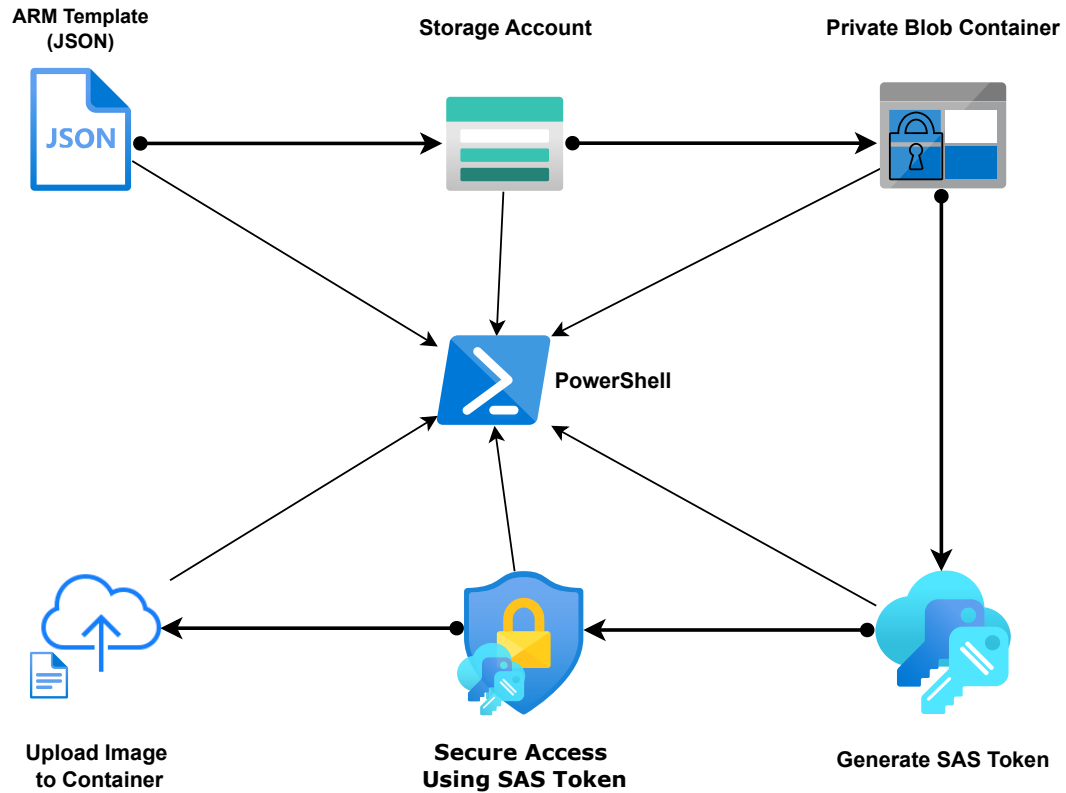 ARM Template
(JSON)
Storage Account
Private Blob Container
JSON
PowerShell
Upload Image
to Container
Secure Access
Using SAS Token
Generate SAS Token